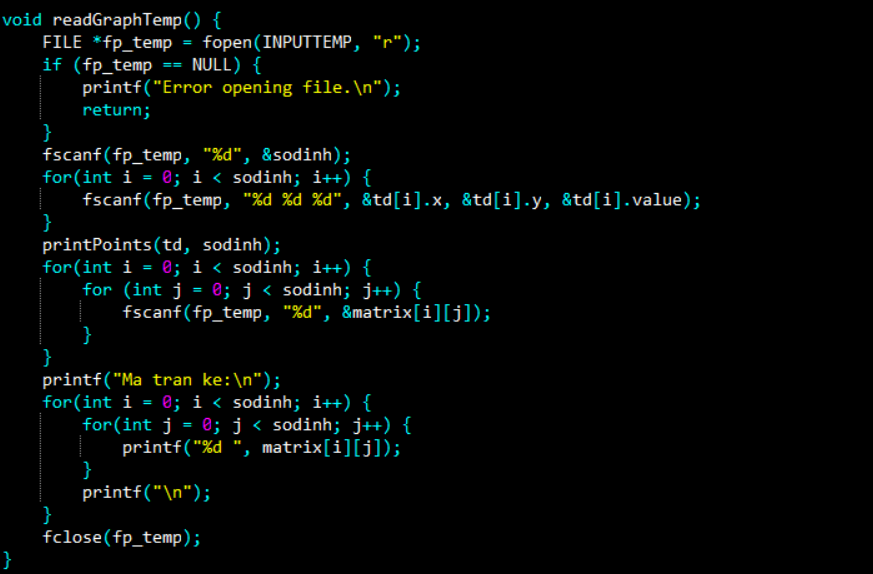 void readGraphTemp() {
    FILE *fp_temp = fopen(INPUTTEMP, "r");
    if (fp_temp == NULL) {
        printf("Error opening file.\n");
        return;
    }
    fscanf(fp_temp, "%d", &sodinh);
    for(int i = 0; i < sodinh; i++) {
        fscanf(fp_temp, "%d %d %d", &td[i].x, &td[i].y, &td[i].value);
    }
    printPoints(td, sodinh);
    for(int i = 0; i < sodinh; i++) {
        for (int j = 0; j < sodinh; j++) {
            fscanf(fp_temp, "%d", &matrix[i][j]);
        }
    }
    printf("Ma tran ke:\n");
    for(int i = 0; i < sodinh; i++) {
        for(int j = 0; j < sodinh; j++) {
            printf("%d ", matrix[i][j]);
        }
        printf("\n");
    }
    fclose(fp_temp);
}